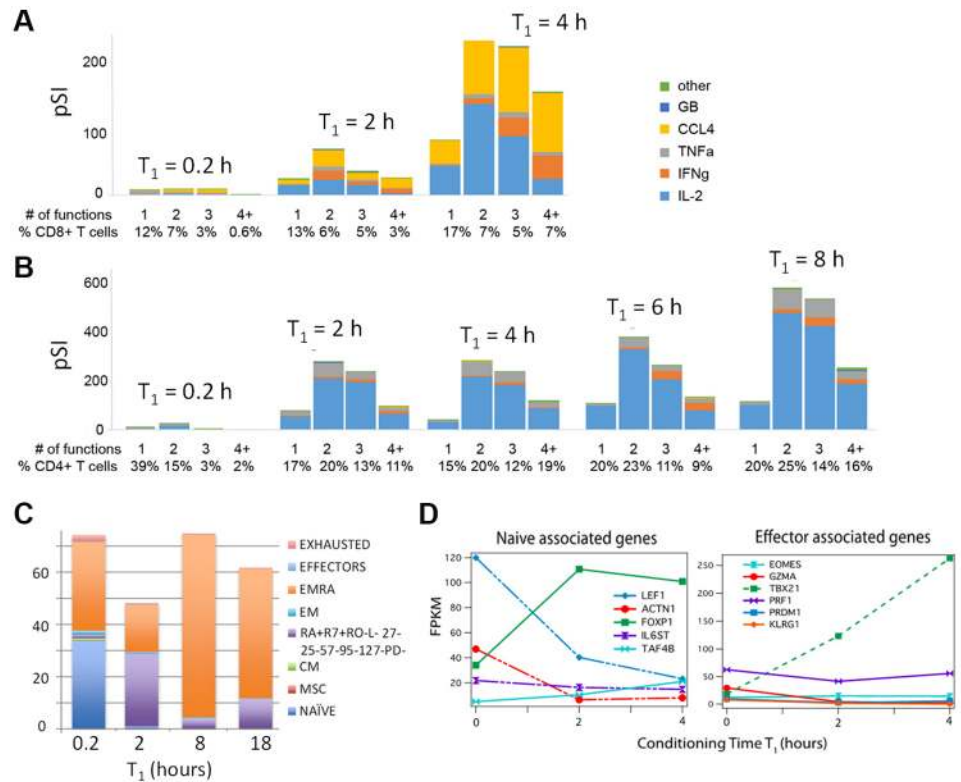 A
T1 = 4 h
200
100
0
pSI
T1 = 2 h
T1 = 0.2 h
other
GB
CCL4
TNFa
IFNg
IL-2
# of functions 1 2 3 4+ 1 2 3 4+ 1 2 3 4+
% CD8+ T cells 12% 7% 3% 0.6% 13% 6% 5% 3% 17% 7% 5% 7%
B
T1 = 8 h
600
400
200
0
pSI
T1 = 6 h
T1 = 2 h
T1 = 4 h
T1 = 0.2 h
# of functions 1 2 3 4+ 1 2 3 4+ 1 2 3 4+ 1 2 3 4+ 1 2 3 4+
% CD4+ T cells 39% 15% 3% 2% 17% 20% 13% 11% 15% 20% 12% 19% 20% 23% 11% 9% 20% 25% 14% 16%
C
60
40
20
0
0.2 2 8 18
T1 (hours)
EXHAUSTED
EFFECTORS
EMRA
EM
RA+R7+RO-L- 27-
25-57-95-127-PD-
CM
MSC
NAÏVE
D
Naive associated genes
120
100
80
60
40
20
FPKM
LEF1
ACTN1
FOXP1
IL6ST
TAF4B
0 2 4
Effector associated genes
250
200
150
100
50
0
EOMES
GZMA
TBX21
PRF1
PRDM1
KLRG1
0 2 4
Conditioning Time T1 (hours)